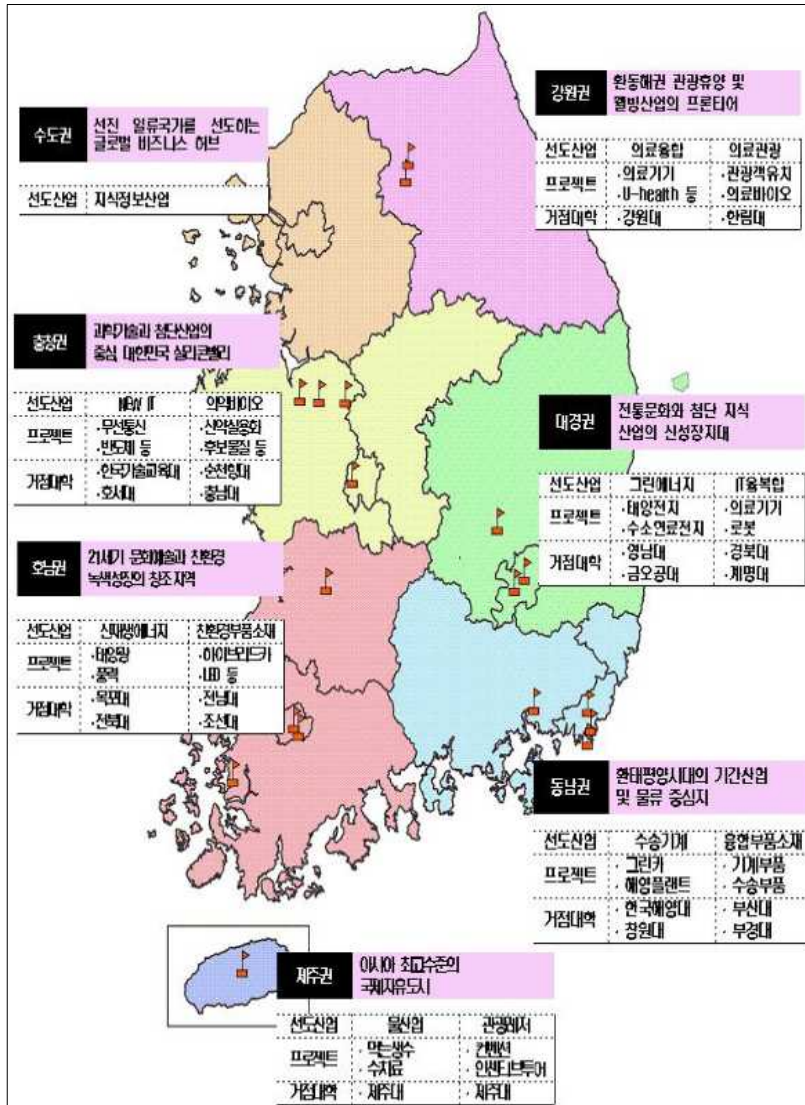 수도권
선진 일류국가를 선도하는
글로벌 비즈니스 허브
선도산업 지식정보산업
강원권
환동해권 관광휴양 및
웰빙산업의 프론티어
선도산업 의료융합 의료관광
프로젝트 ·의료기기 ·관광객유치
·U-health 등 ·의료바이오
거점대학 ·강원대 ·한림대
충청권
과학기술과 첨단산업의
중심, 대한민국 실리콘밸리
선도산업 NEW IT 의약바이오
프로젝트 ·무선통신 ·신약실용화
·반도체 등 ·후보물질 등
거점대학 ·한국기술교육대 ·순천향대
·호서대 ·충남대
대경권
전통문화와 첨단 지식
산업의 신성장지대
선도산업 그린에너지 IT융복합
프로젝트 ·태양전지 ·의료기기
·수소연료전지 ·로봇
거점대학 ·영남대 ·경북대
·금오공대 ·계명대
호남권
21세기 문화예술과 친환경
녹색성장의 창조지역
선도산업 신재생에너지 친환경부품소재
프로젝트 ·태양광 ·하이브리드카
·풍력 ·LED 등
거점대학 ·목포대 ·전남대
·전북대 ·조선대
동남권
환태평양시대의 기간산업
및 물류 중심지
선도산업 수송기계 융합부품소재
프로젝트 · 그린카 · 기계부품
· 해양플랜트 · 수송부품
거점대학 · 한국해양대 · 부산대
· 창원대 · 부경대
제주권
아시아 최고수준의
국제자유도시
선도산업 물산업 관광레저
프로젝트 · 먹는샘수 · 컨벤션
· 수치료 · 인센티브투어
거점대학 · 제주대 · 제주대